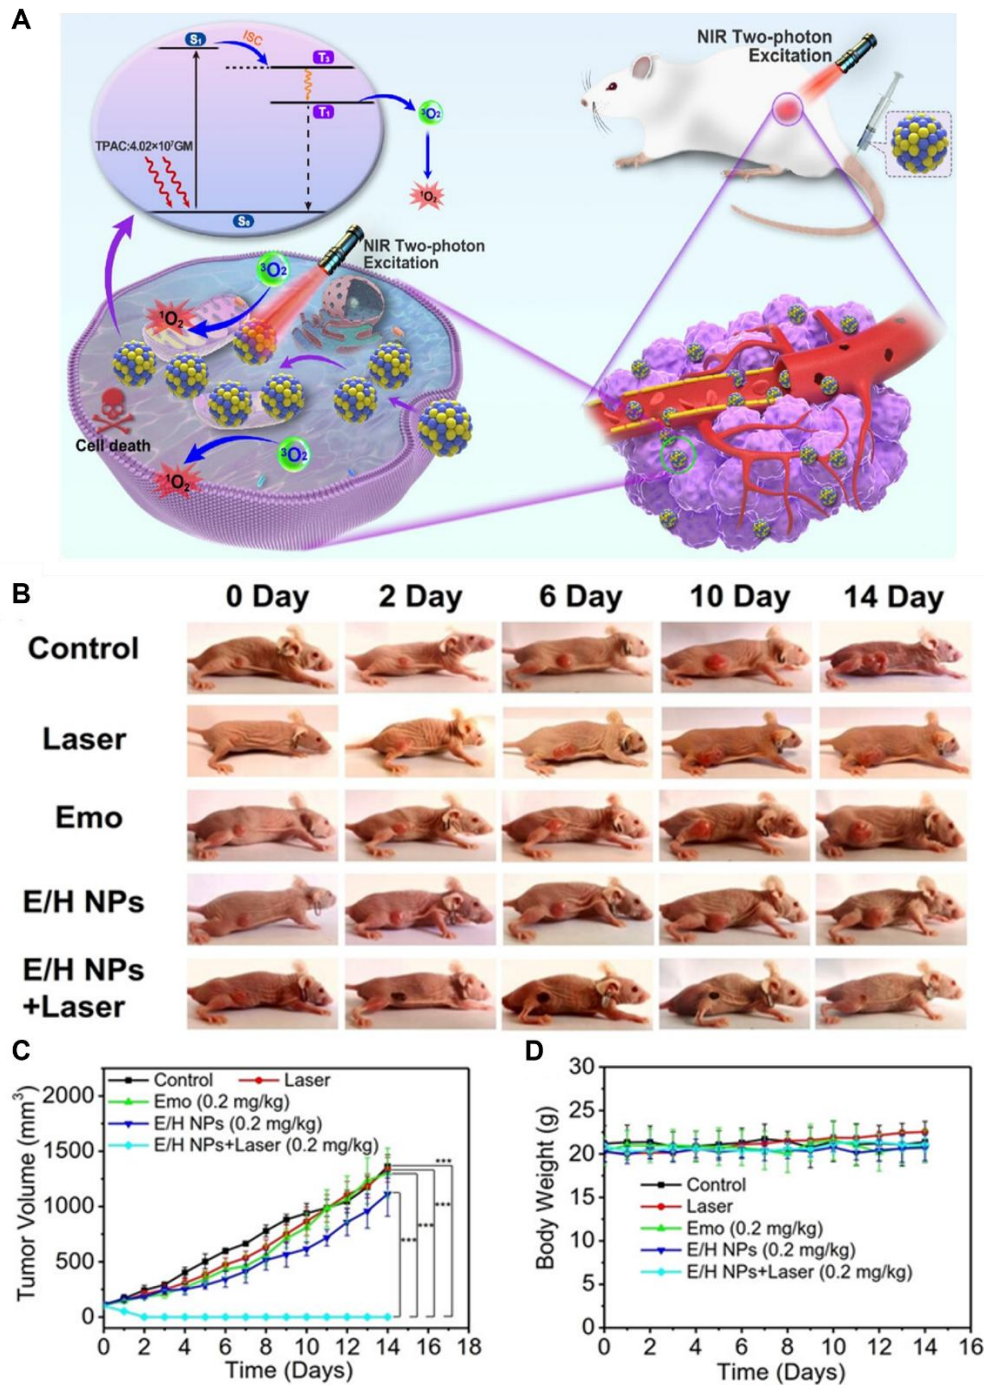 A
S₁
ISC
T₃
T₁
³O₂
TPAC:4.02×10⁷GM
¹O₂
S₀
NIR Two-photon
Excitation
NIR Two-photon
Excitation
³O₂
¹O₂
Cell death
³O₂
¹O₂
B
0 Day 2 Day 6 Day 10 Day 14 Day
Control
Laser
Emo
E/H NPs
E/H NPs
+Laser
C
Tumor Volume (mm³)
2000
1500
1000
500
0
Control Laser
Emo (0.2 mg/kg)
E/H NPs (0.2 mg/kg)
E/H NPs+Laser (0.2 mg/kg)
***
***
***
***
0 2 4 6 8 10 12 14 16 18
Time (Days)
D
Body Weight (g)
30
25
20
15
10
5
0
Control
Laser
Emo (0.2 mg/kg)
E/H NPs (0.2 mg/kg)
E/H NPs+Laser (0.2 mg/kg)
0 2 4 6 8 10 12 14 16
Time (Days)